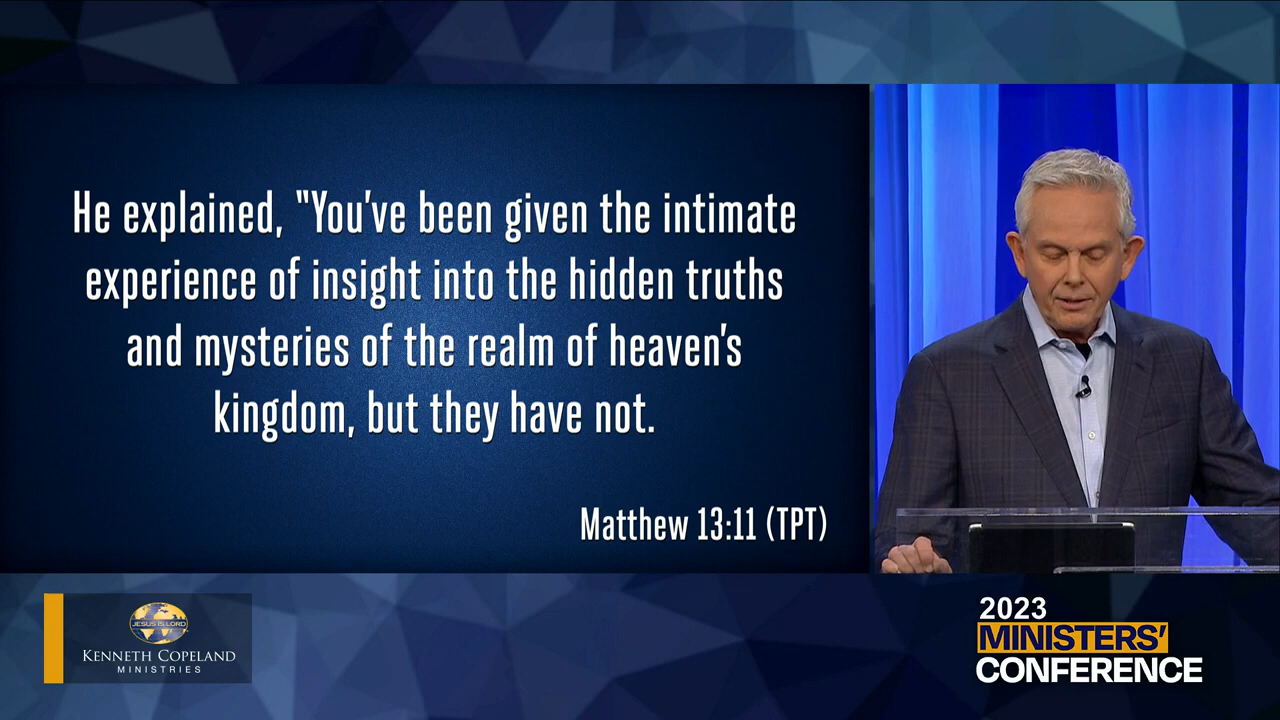 He explained, "You've been given the intimate
experience of insight into the hidden truths
and mysteries of the realm of heaven's
kingdom, but they have not.
Matthew 13:11 (TPT)
JESUS IS LORD
KENNETH COPELAND
MINISTRIES
2023
MINISTERS'
CONFERENCE